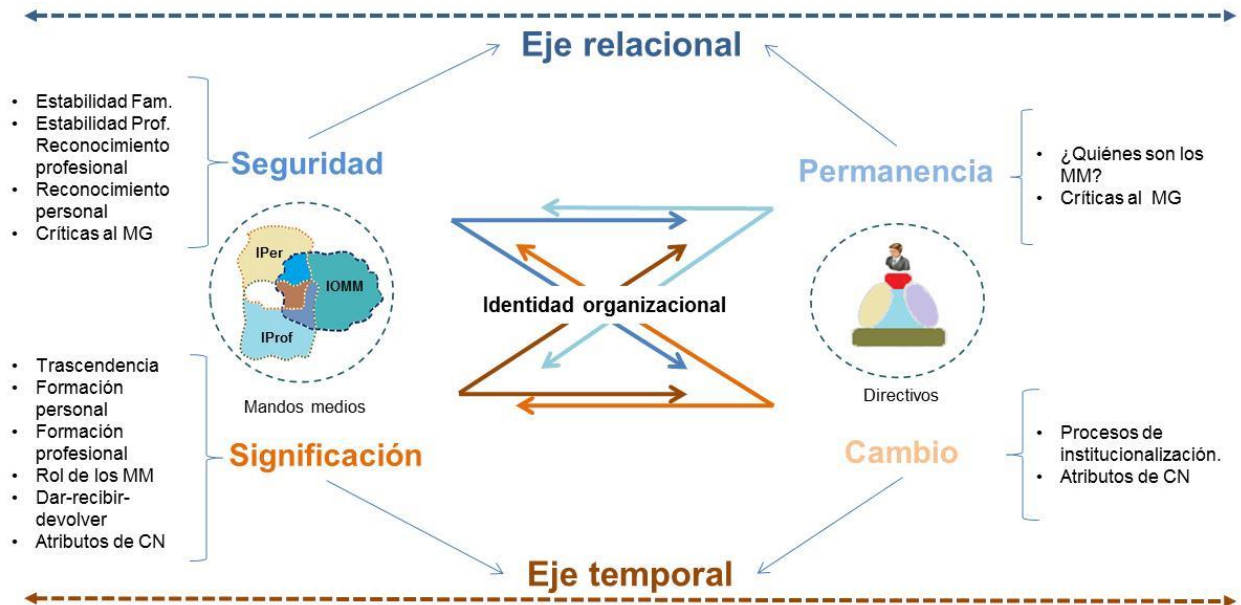 Eje relacional
• Estabilidad Fam.
• Estabilidad Prof.
Reconocimiento
profesional
• Reconocimiento
personal
• Críticas al MG
Seguridad
Permanencia
• ¿Quiénes son los
MM?
• Críticas al MG
IPer
IOMM
IProf
Identidad organizacional
Mandos medios
Directivos
• Trascendencia
• Formación
personal
• Formación
profesional
• Rol de los MM
• Dar-recibir-
devolver
• Atributos de CN
Significación
Cambio
• Procesos de
institucionalización.
• Atributos de CN
Eje temporal